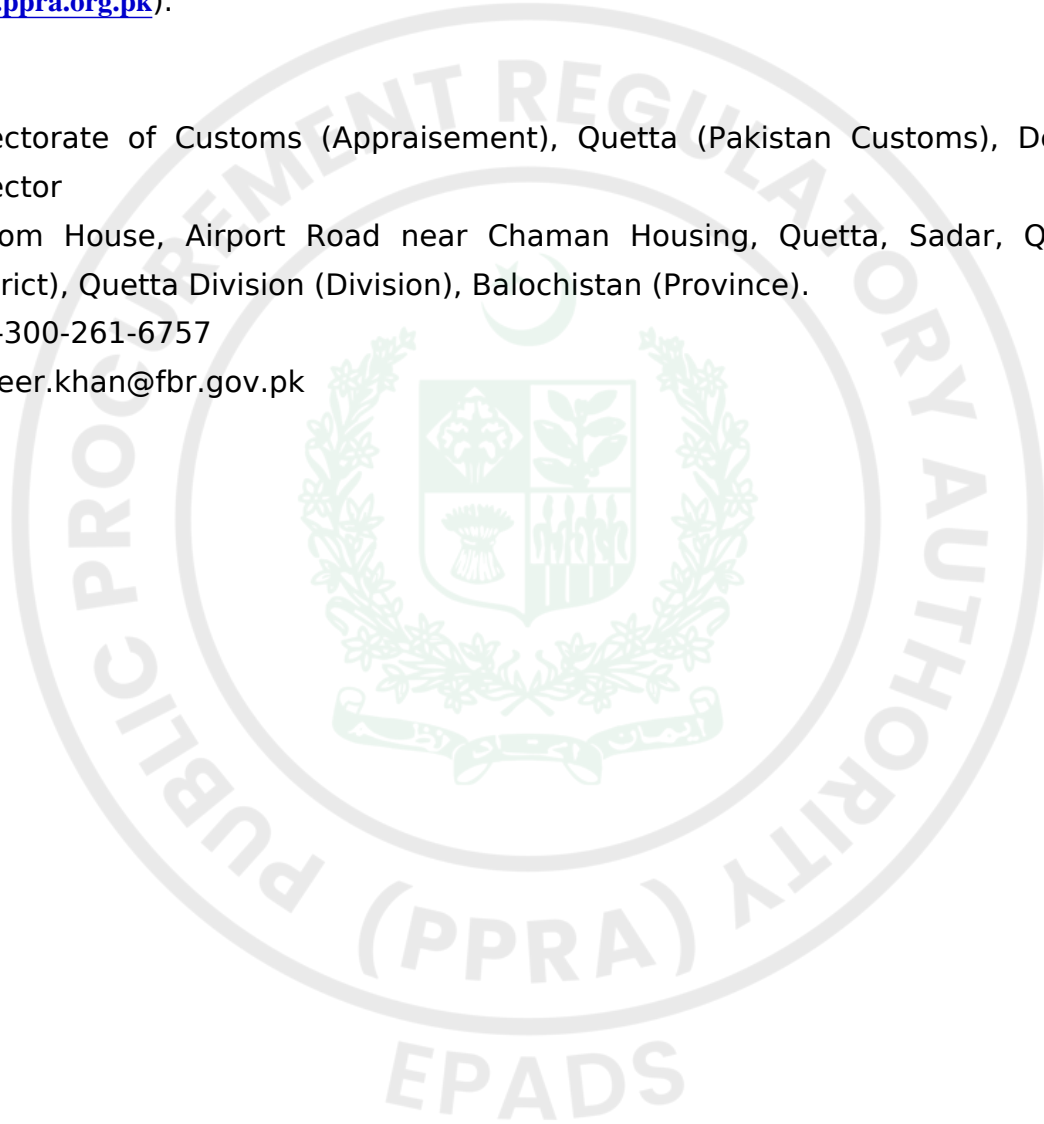 .ppra.org.pk).
ectorate of Customs (Appraisement), Quetta (Pakistan Customs), De
ector
om House, Airport Road near Chaman Housing, Quetta, Sadar, Q
rict), Quetta Division (Division), Balochistan (Province).
-300-261-6757
eer.khan@fbr.gov.pk
PUBLIC PROCUREMENT REGULATORY AUTHORITY
(PPRA)
EPADS